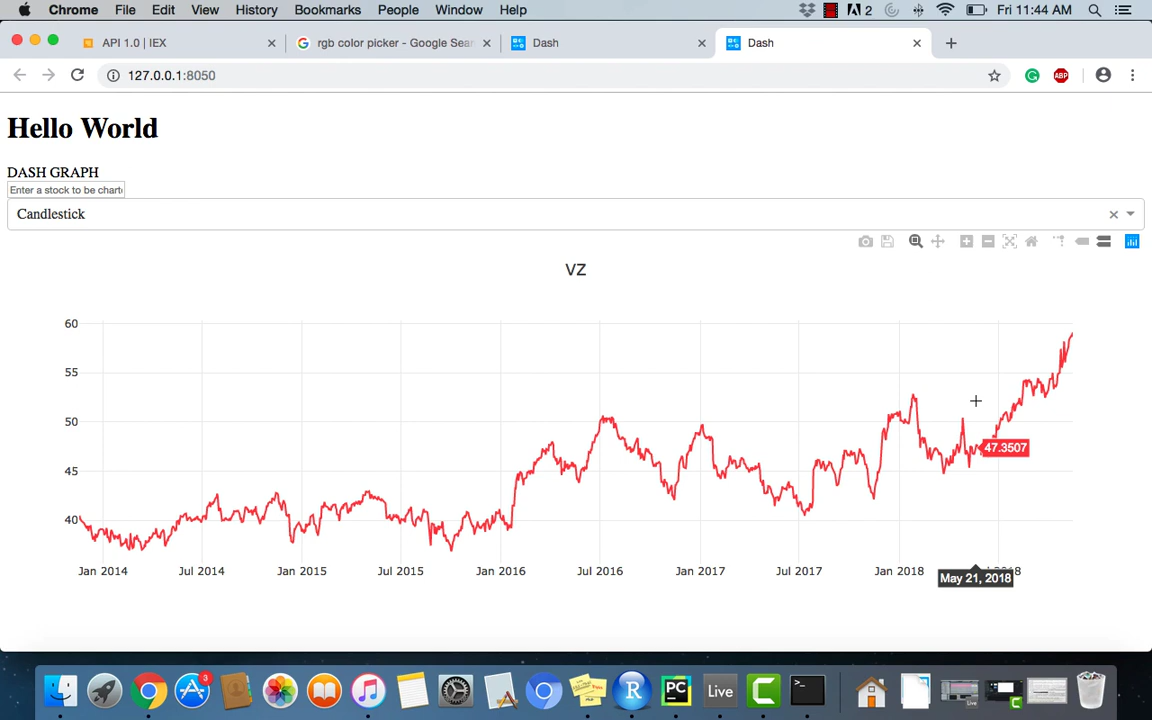 Chrome File Edit View History Bookmarks People Window Help 2 Fri 11:44 AM
API 1.0 | IEX
rgb color picker - Google Sear
Dash
Dash
127.0.0.1:8050
ABP
Hello World
DASH GRAPH
Enter a stock to be charte
Candlestick
VZ
60
55
50
45
40
47.3507
Jan 2014 Jul 2014 Jan 2015 Jul 2015 Jan 2016 Jul 2016 Jan 2017 Jul 2017 Jan 2018
May 21, 2018
3
R
PC
Live
C